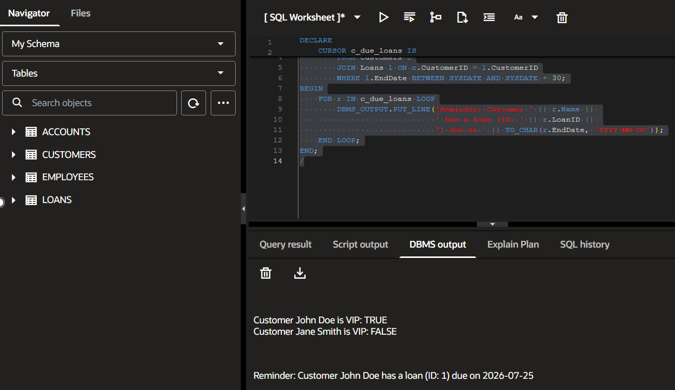 Navigator
Files
My Schema
Tables
Search objects
ACCOUNTS
CUSTOMERS
EMPLOYEES
LOANS
[ SQL Worksheet ]*
Aa
1 DECLARE
2 CURSOR c_due_loans IS
5 JOIN Loans l ON c.CustomerID = l.CustomerID
6 WHERE l.EndDate BETWEEN SYSDATE AND SYSDATE + 30;
7 BEGIN
8 FOR r IN c_due_loans LOOP
9 DBMS_OUTPUT.PUT_LINE('Reminder: Customer ' || r.Name ||
10 ' has a loan (ID: ' || r.LoanID ||
11 ') due on ' || TO_CHAR(r.EndDate, 'YYYY-MM-DD'));
12 END LOOP;
13 END;
14 /
Query result
Script output
DBMS output
Explain Plan
SQL history
Customer John Doe is VIP: TRUE
Customer Jane Smith is VIP: FALSE
Reminder: Customer John Doe has a loan (ID: 1) due on 2026-07-25